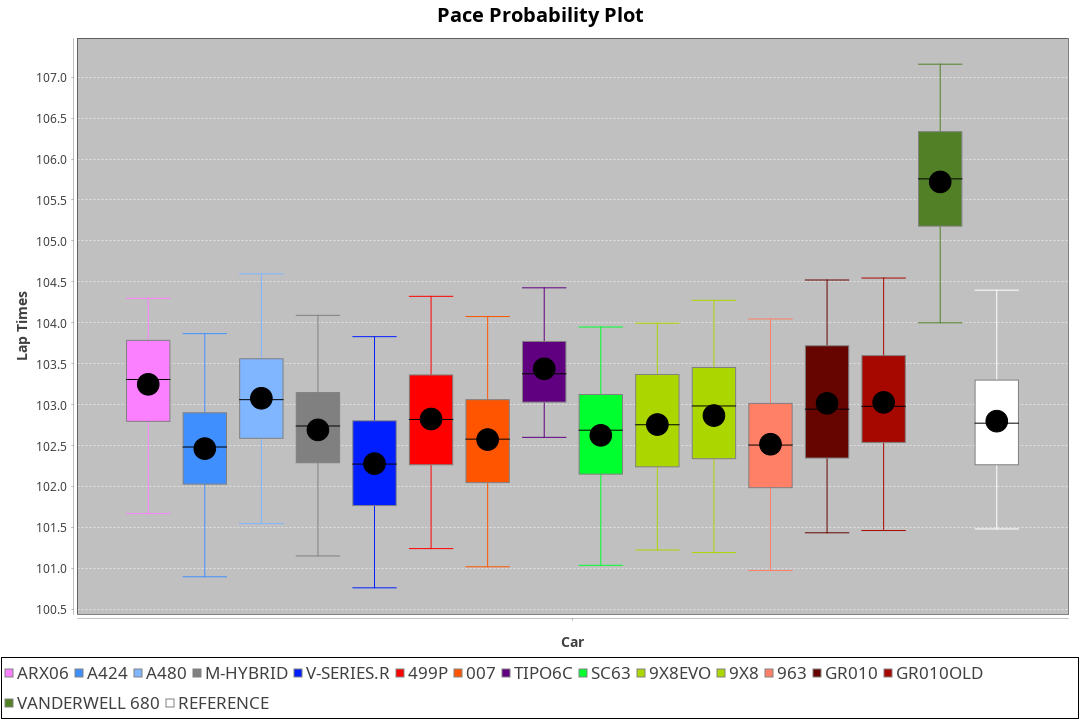 Pace Probability Plot
107.0
106.5
106.0
105.5
105.0
104.5
104.0
103.5
103.0
102.5
102.0
101.5
101.0
100.5
Lap Times
Car
ARX06 A424 A480 M-HYBRID V-SERIES.R 499P 007 TIPO6C SC63 9X8EVO 9X8 963 GR010 GR010OLD
VANDERWELL 680 REFERENCE